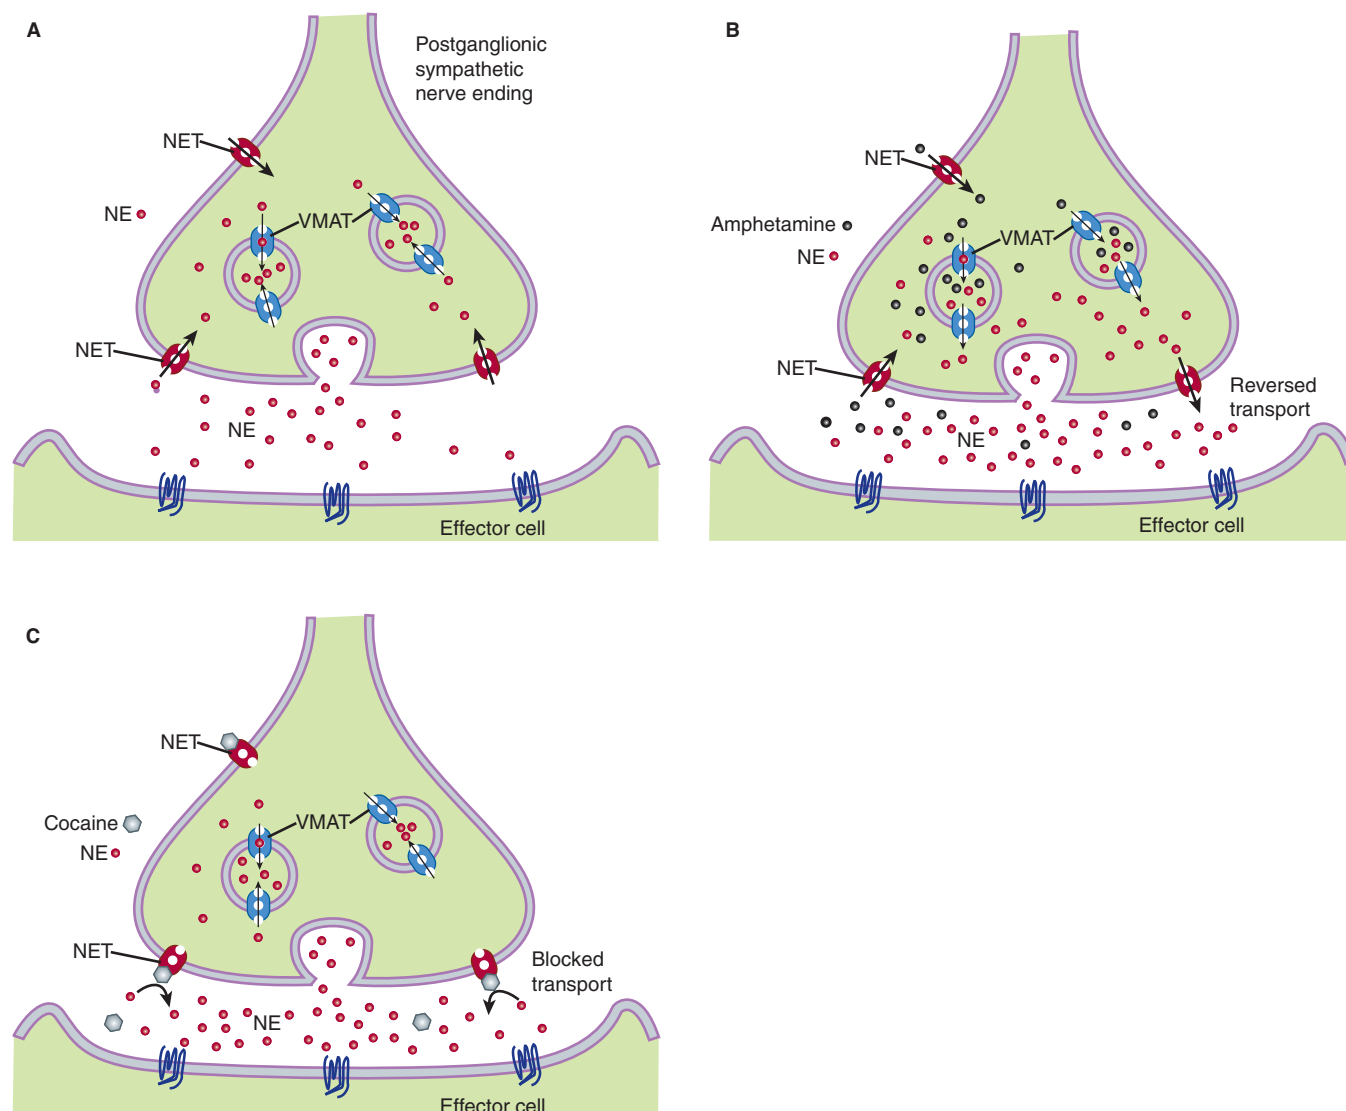 A
Postganglionic
sympathetic
nerve ending
NET
NE
VMAT
NET
NE
Effector cell
B
NET
Amphetamine
NE
VMAT
NET
Reversed
transport
NE
Effector cell
C
NET
Cocaine
NE
VMAT
NET
Blocked
transport
NE
Effector cell